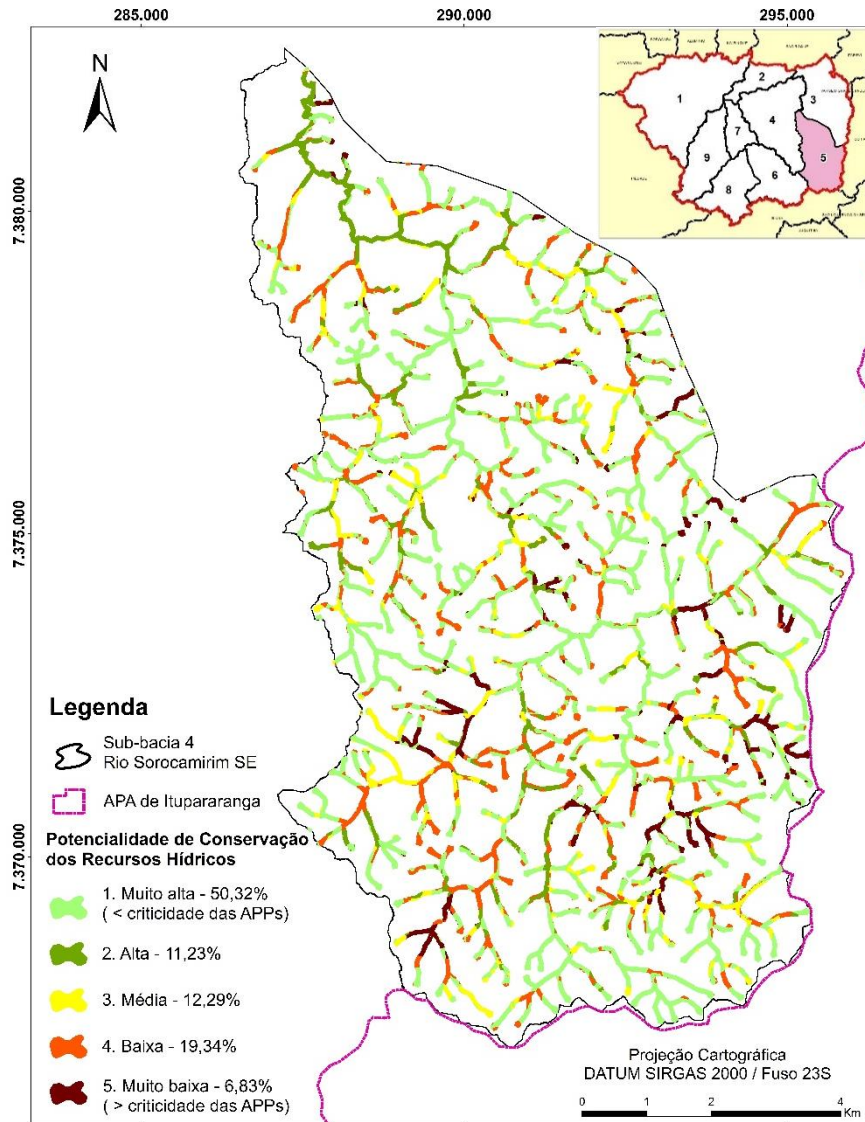 285.000 290.000 295.000
N
1
2
3
4
5
6
7
8
9
7.380.000
7.375.000
7.370.000
Legenda
Sub-bacia 4
Rio Sorocamirim SE
APA de Itupararanga
Potencialidade de Conservação
dos Recursos Hídricos
1. Muito alta - 50,32%
( < criticidade das APPs)
2. Alta - 11,23%
3. Média - 12,29%
4. Baixa - 19,34%
5. Muito baixa - 6,83%
( > criticidade das APPs)
Projeção Cartográfica
DATUM SIRGAS 2000 / Fuso 23S
0 1 2 4
Km